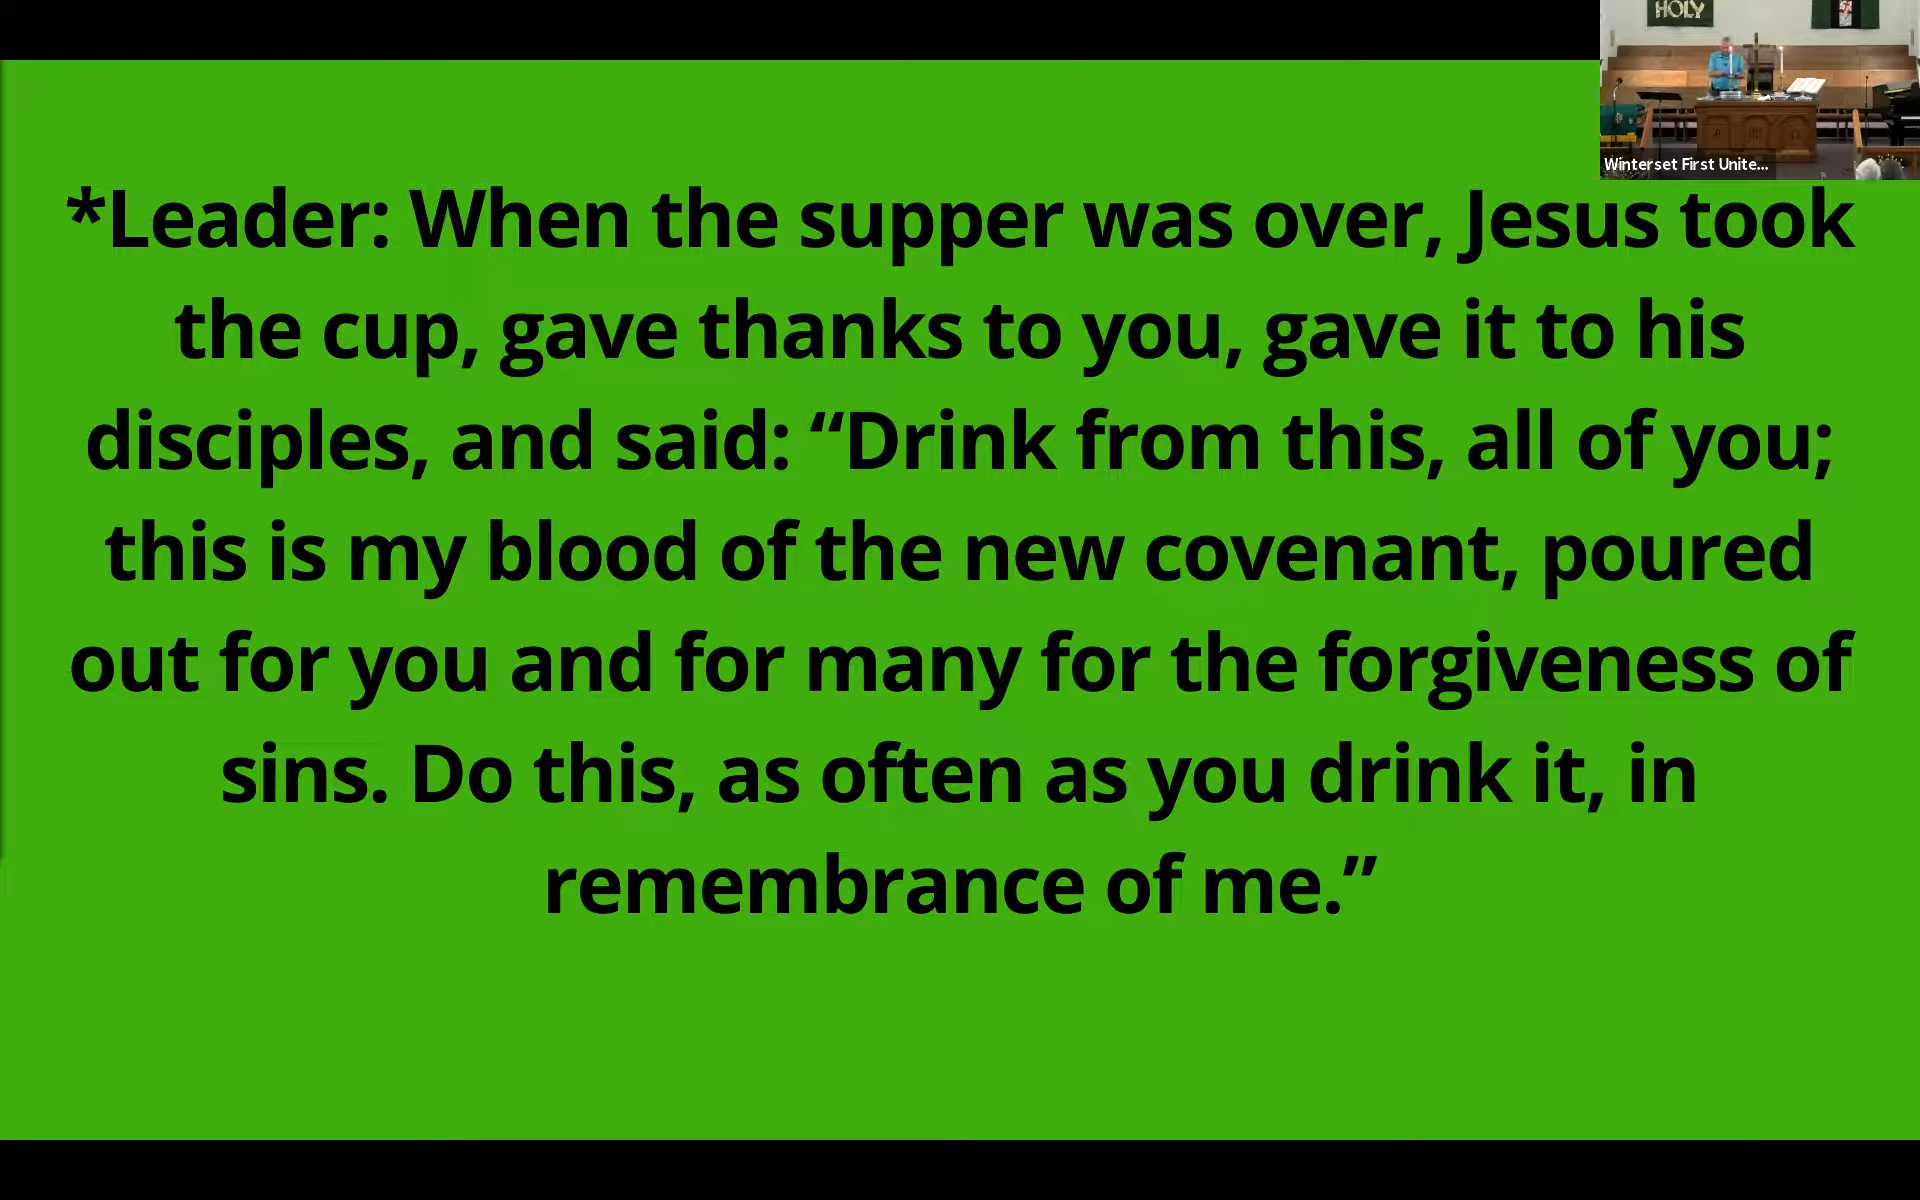 HOLY
Winterset First Unite...
*Leader: When the supper was over, Jesus took
the cup, gave thanks to you, gave it to his
disciples, and said: “Drink from this, all of you;
this is my blood of the new covenant, poured
out for you and for many for the forgiveness of
sins. Do this, as often as you drink it, in
remembrance of me.”